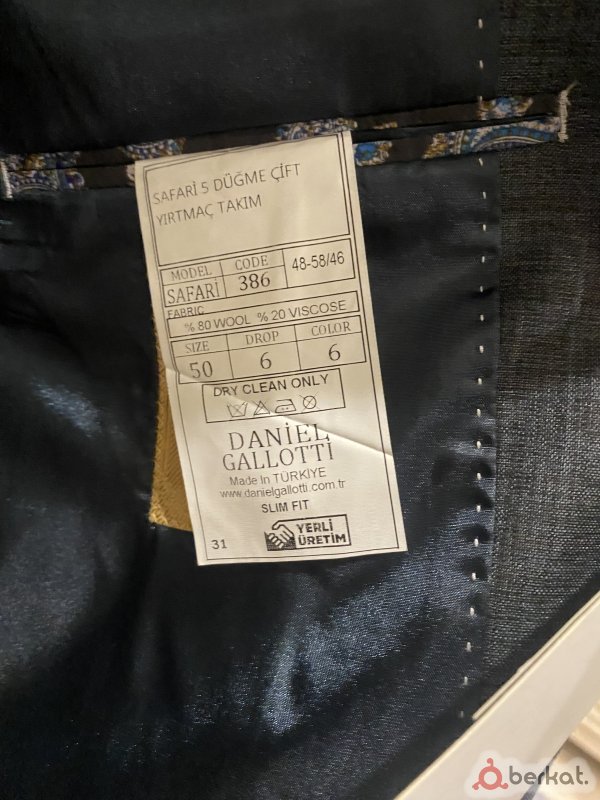 SAFARİ 5 DÜĞME ÇİFT
YIRTMAÇ TAKIM
MODEL CODE 48-58/46
SAFARİ 386
FABRIC
% 80 WOOL % 20 VISCOSE
SIZE DROP COLOR
50 6 6
DRY CLEAN ONLY
DANİEL
GALLOTTİ
Made In TÜRKİYE
www.danielgallotti.com.tr
SLIM FIT
31 YERLİ
ÜRETİM
berkat.